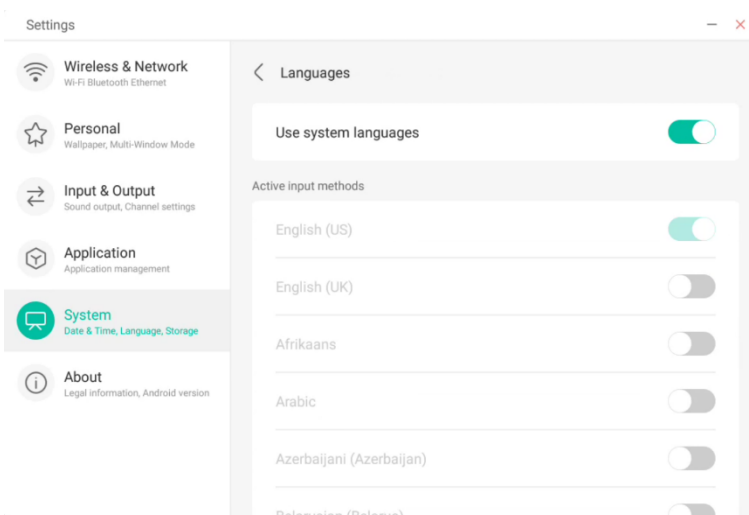 Settings
Wireless & Network
Wi-Fi Bluetooth Ethernet
Personal
Wallpaper, Multi-Window Mode
Input & Output
Sound output, Channel settings
Application
Application management
System
Date & Time, Language, Storage
About
Legal information, Android version
Languages
Use system languages
Active input methods
English (US)
English (UK)
Afrikaans
Arabic
Azerbaijani (Azerbaijan)